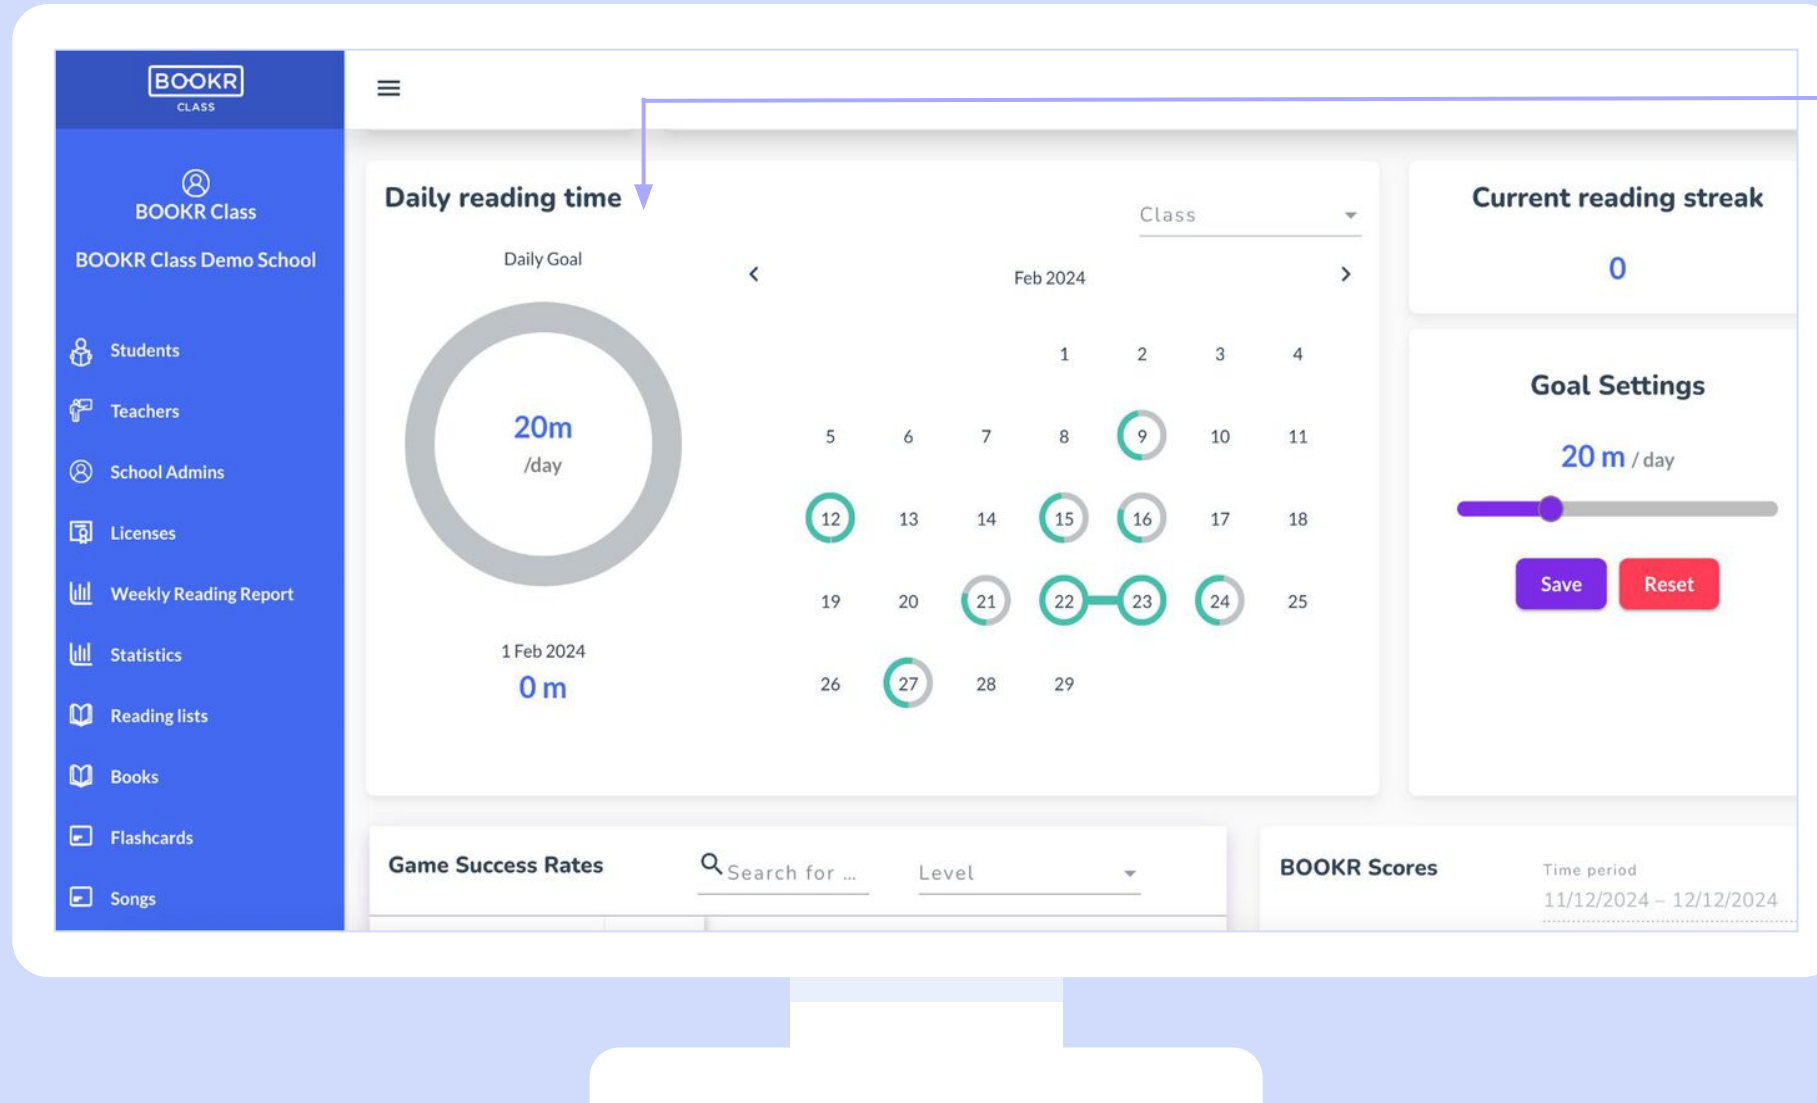 BOOKR
CLASS
BOOKR Class
BOOKR Class Demo School
Students
Teachers
School Admins
Licenses
Weekly Reading Report
Statistics
Reading lists
Books
Flashcards
Songs
Daily reading time
Class
Daily Goal
20m
/day
1 Feb 2024
0 m
Feb 2024
1 2 3 4
5 6 7 8 9 10 11
12 13 14 15 16 17 18
19 20 21 22 23 24 25
26 27 28 29
Current reading streak
0
Goal Settings
20 m / day
Save Reset
Game Success Rates
Search for ...
Level
BOOKR Scores
Time period
11/12/2024 – 12/12/2024